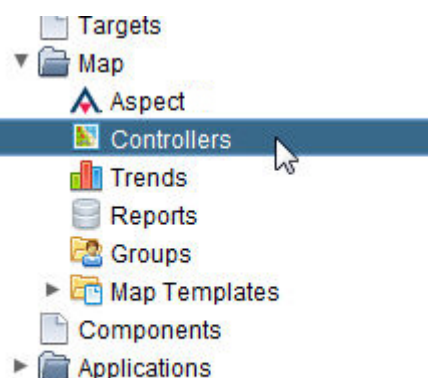 Targets
Map
Aspect
Controllers
Trends
Reports
Groups
Map Templates
Components
Applications